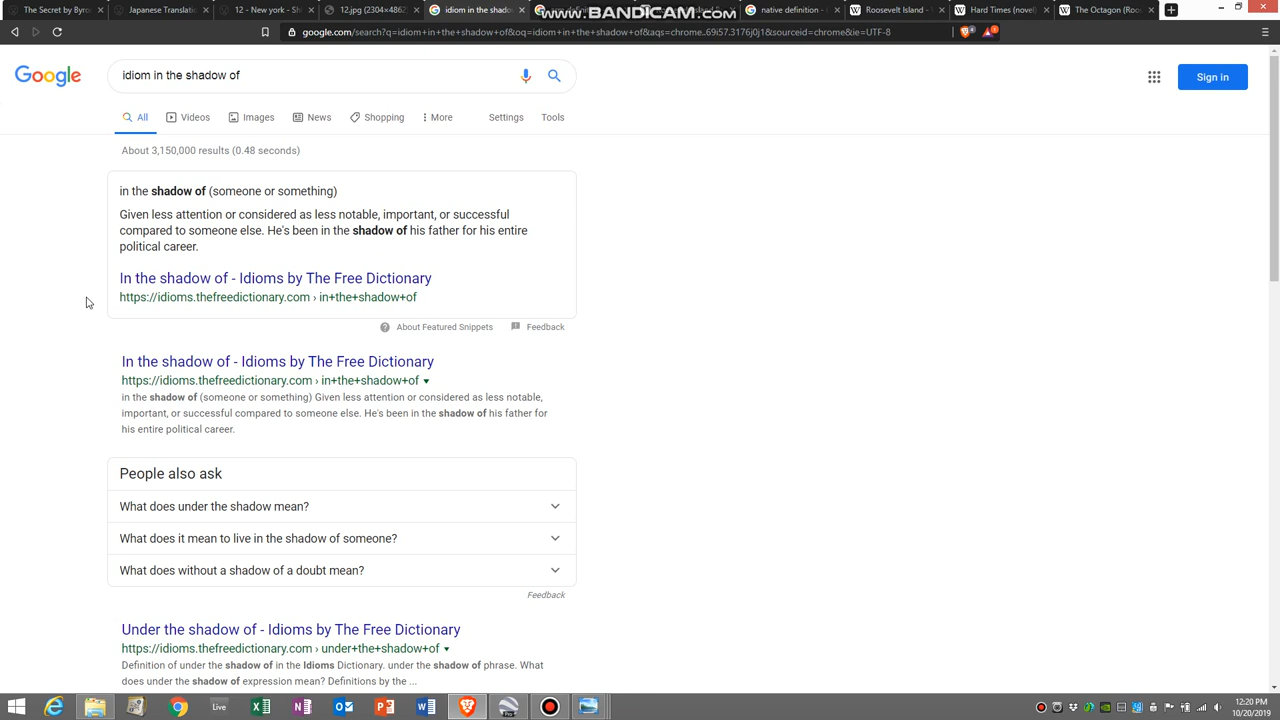 The Secret by Byro
Japanese Translatio
12 - New york - Sh
12.jpg (2304×4862
idiom in the shadow
native definition -
Roosevelt Island -
Hard Times (novel)
The Octagon (Roo
www.BANDICAM.com
google.com/search?q=idiom+in+the+shadow+of&oq=idiom+in+the+shadow+of&aqs=chrome..69i57.3176j0j1&sourceid=chrome&ie=UTF-8
Google
idiom in the shadow of
Sign in
All Videos Images News Shopping More Settings Tools
About 3,150,000 results (0.48 seconds)
in the shadow of (someone or something)
Given less attention or considered as less notable, important, or successful
compared to someone else. He's been in the shadow of his father for his entire
political career.
In the shadow of - Idioms by The Free Dictionary
https://idioms.thefreedictionary.com › in+the+shadow+of
About Featured Snippets Feedback
In the shadow of - Idioms by The Free Dictionary
https://idioms.thefreedictionary.com › in+the+shadow+of
in the shadow of (someone or something) Given less attention or considered as less notable,
important, or successful compared to someone else. He's been in the shadow of his father for
his entire political career.
People also ask
What does under the shadow mean?
What does it mean to live in the shadow of someone?
What does without a shadow of a doubt mean?
Feedback
Under the shadow of - Idioms by The Free Dictionary
https://idioms.thefreedictionary.com › under+the+shadow+of
Definition of under the shadow of in the Idioms Dictionary. under the shadow of phrase. What
does under the shadow of expression mean? Definitions by the ...
Live
Pro
12:20 PM
10/20/2019